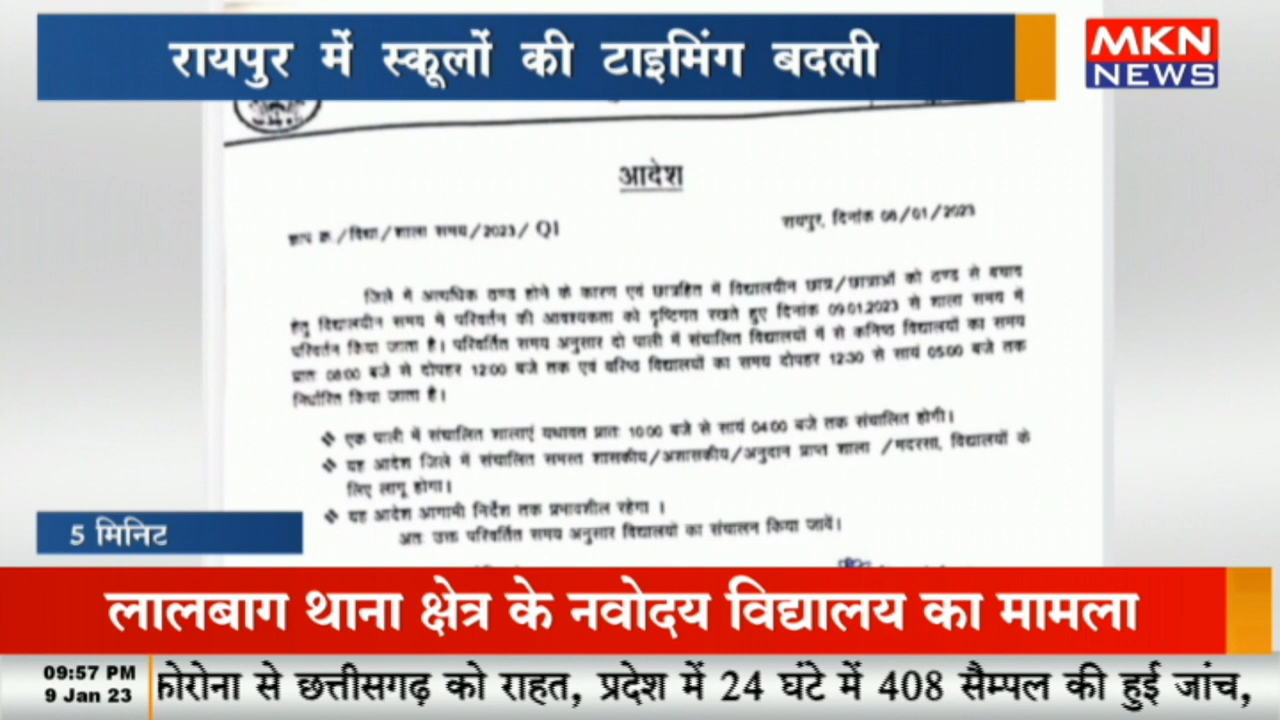 रायपुर में स्कूलों की टाइमिंग बदली
MKN
NEWS
आदेश
ज्ञाप क्र./विद्या/शाला समय/2023/ Q1
रायपुर, दिनांक 08/01/2023
जिले में अत्यधिक ठण्ड होने के कारण एवं छात्रहित में विद्यालयीन छात्र/छात्राओं को ठण्ड से बचाव
हेतु विद्यालयीन समय में परिवर्तन की आवश्यकता को दृष्टिगत रखते हुए दिनांक 09.01.2023 से शाला समय में
परिवर्तन किया जाता है। परिवर्तित समय अनुसार दो पाली में संचालित विद्यालयों में से कनिष्ठ विद्यालयों का समय
प्रातः 08:00 बजे से दोपहर 12:00 बजे तक एवं वरिष्ठ विद्यालयों का समय दोपहर 12:30 से सायं 05:00 बजे तक
निर्धारित किया जाता है।
❖ एक पाली में संचालित शालाएं यथावत प्रातः 10:00 बजे से सायं 04:00 बजे तक संचालित होगी।
❖ यह आदेश जिले में संचालित समस्त शासकीय/अशासकीय/अनुदान प्राप्त शाला /मदरसा, विद्यालयों के
लिए लागू होगा।
❖ यह आदेश आगामी निर्देश तक प्रभावशील रहेगा ।
अतः उक्त परिवर्तित समय अनुसार विद्यालयों का संचालन किया जावें।
5 मिनिट
लालबाग थाना क्षेत्र के नवोदय विद्यालय का मामला
09:57 PM
9 Jan 23
कोरोना से छत्तीसगढ़ को राहत, प्रदेश में 24 घंटे में 408 सैम्पल की हुई जांच,